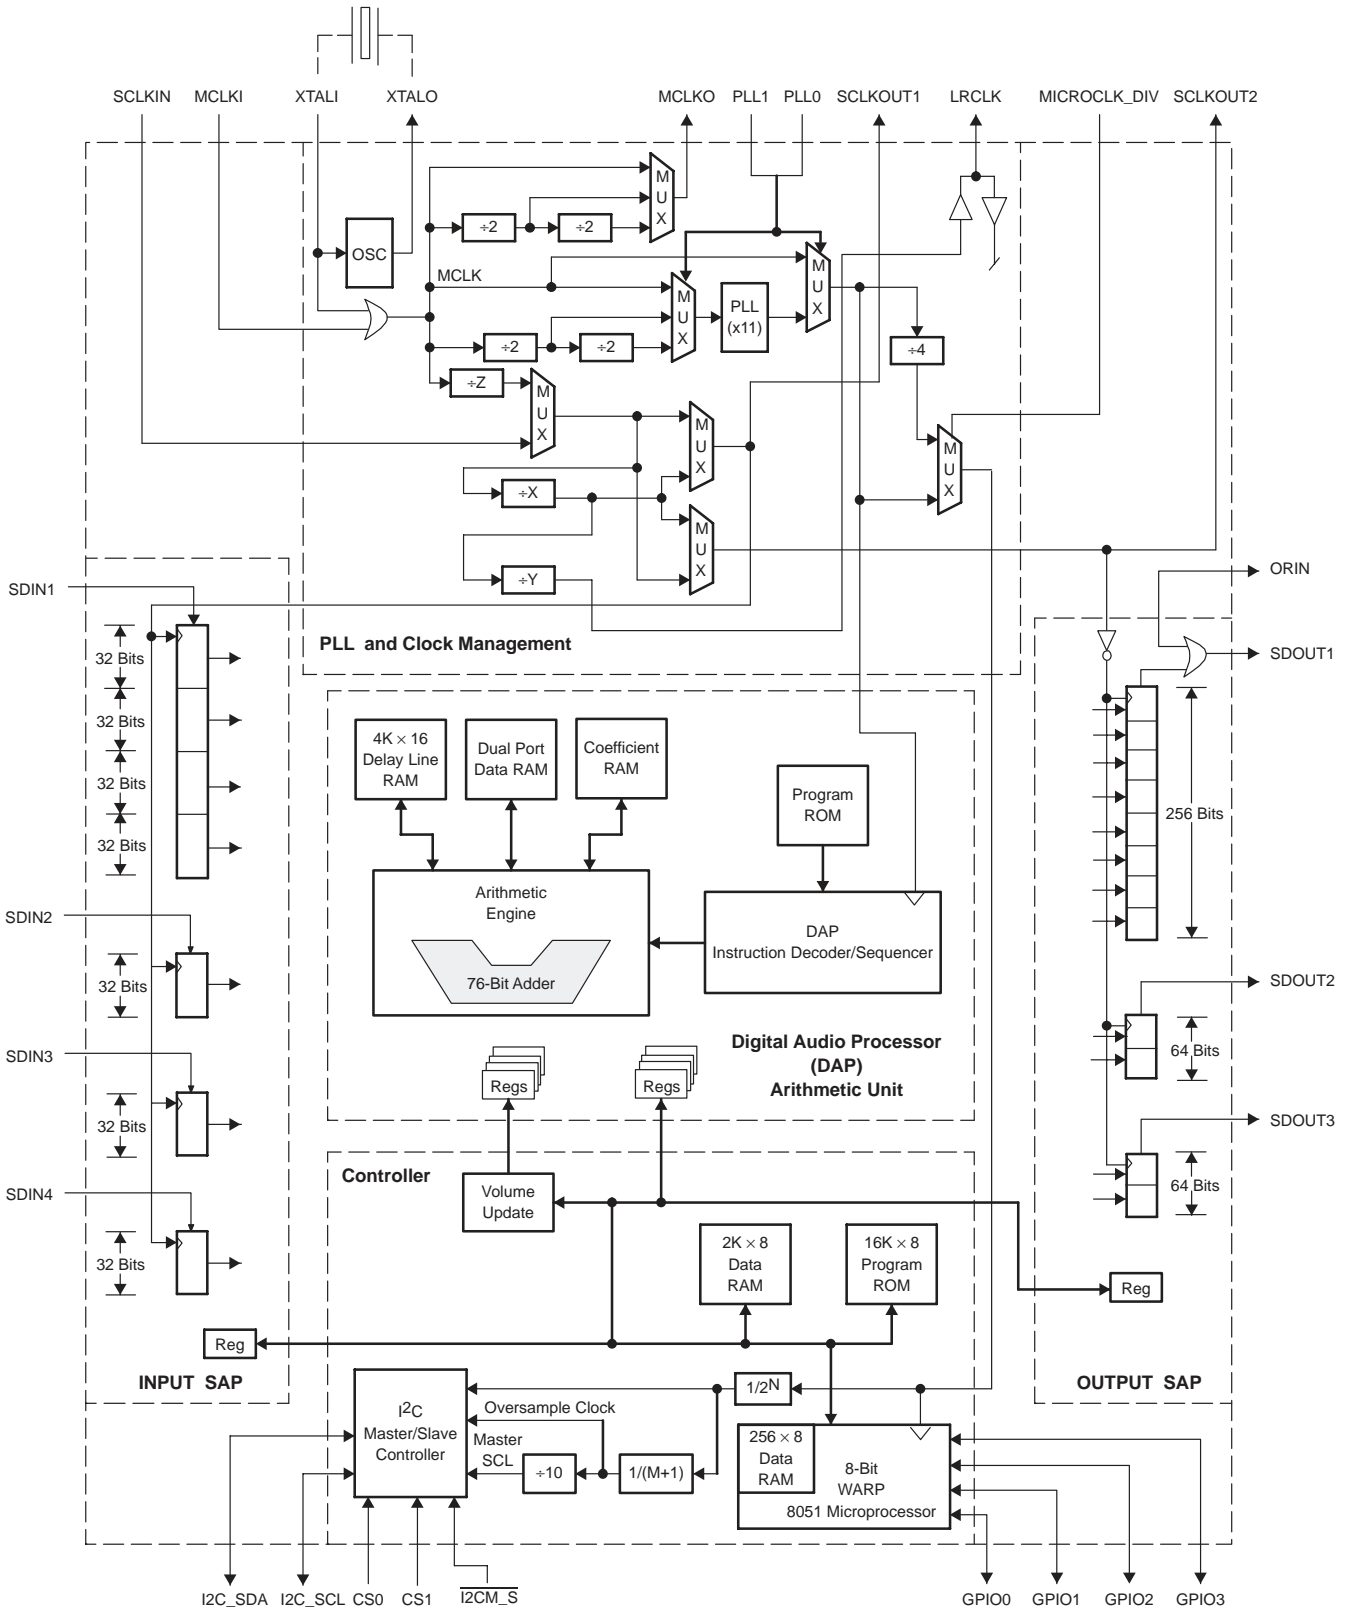 SCLKIN MCLKI XTALI XTALO MCLKO PLL1 PLL0 SCLKOUT1 LRCLK MICROCLK_DIV SCLKOUT2
M
U
X
÷2 ÷2
OSC
MCLK
M
U
X
PLL
(x11)
M
U
X
÷2 ÷2
÷4
÷Z
M
U
X
M
U
X
M
U
X
÷X
M
U
X
÷Y
PLL and Clock Management
SDIN1
32 Bits
32 Bits
32 Bits
32 Bits
SDIN2
32 Bits
SDIN3
32 Bits
SDIN4
32 Bits
Reg
INPUT SAP
ORIN
SDOUT1
256 Bits
SDOUT2
64 Bits
SDOUT3
64 Bits
Reg
OUTPUT SAP
4K × 16
Delay Line
RAM
Dual Port
Data RAM
Coefficient
RAM
Program
ROM
Arithmetic
Engine
76-Bit Adder
DAP
Instruction Decoder/Sequencer
Digital Audio Processor
(DAP)
Arithmetic Unit
Regs
Regs
Controller
Volume
Update
2K × 8
Data
RAM
16K × 8
Program
ROM
1/2N
I2C
Master/Slave
Controller
Oversample Clock
Master
SCL
÷10
1/(M+1)
256 × 8
Data
RAM
8-Bit
WARP
8051 Microprocessor
I2C_SDA I2C_SCL CS0 CS1 I2CM_S GPIO0 GPIO1 GPIO2 GPIO3